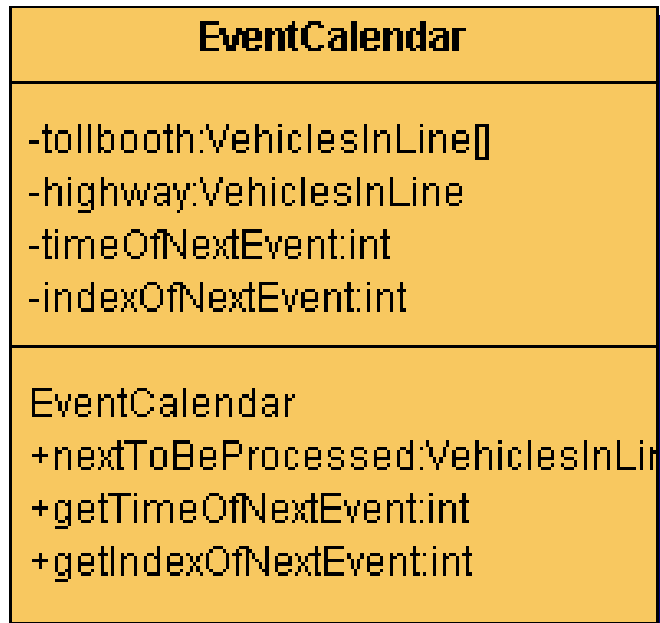 EventCalendar
-tollbooth:VehiclesInLine[]
-highway:VehiclesInLine
-timeOfNextEvent:int
-indexOfNextEvent:int
EventCalendar
+nextToBeProcessed:VehiclesInLin
+getTimeOfNextEvent:int
+getIndexOfNextEvent:int